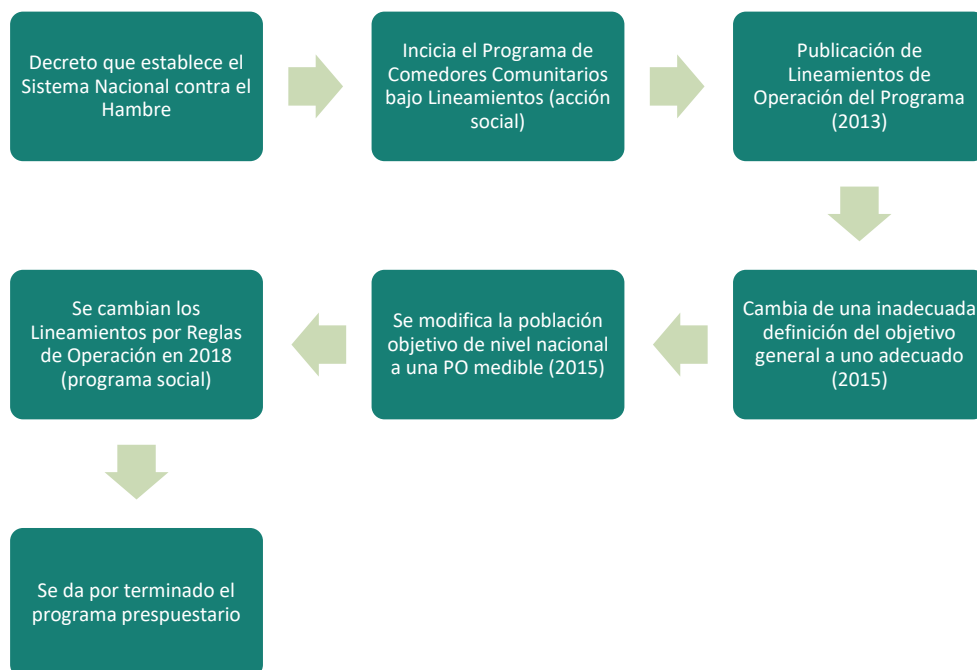 Decreto que establece el
Sistema Nacional contra el
Hambre
Incicia el Programa de
Comedores Comunitarios
bajo Lineamientos (acción
social)
Publicación de
Lineamientos de
Operación del Programa
(2013)
Cambia de una inadecuada
definición del objetivo
general a uno adecuado
(2015)
Se modifica la población
objetivo de nivel nacional
a una PO medible (2015)
Se cambian los
Lineamientos por Reglas
de Operación en 2018
(programa social)
Se da por terminado el
programa prespuestario